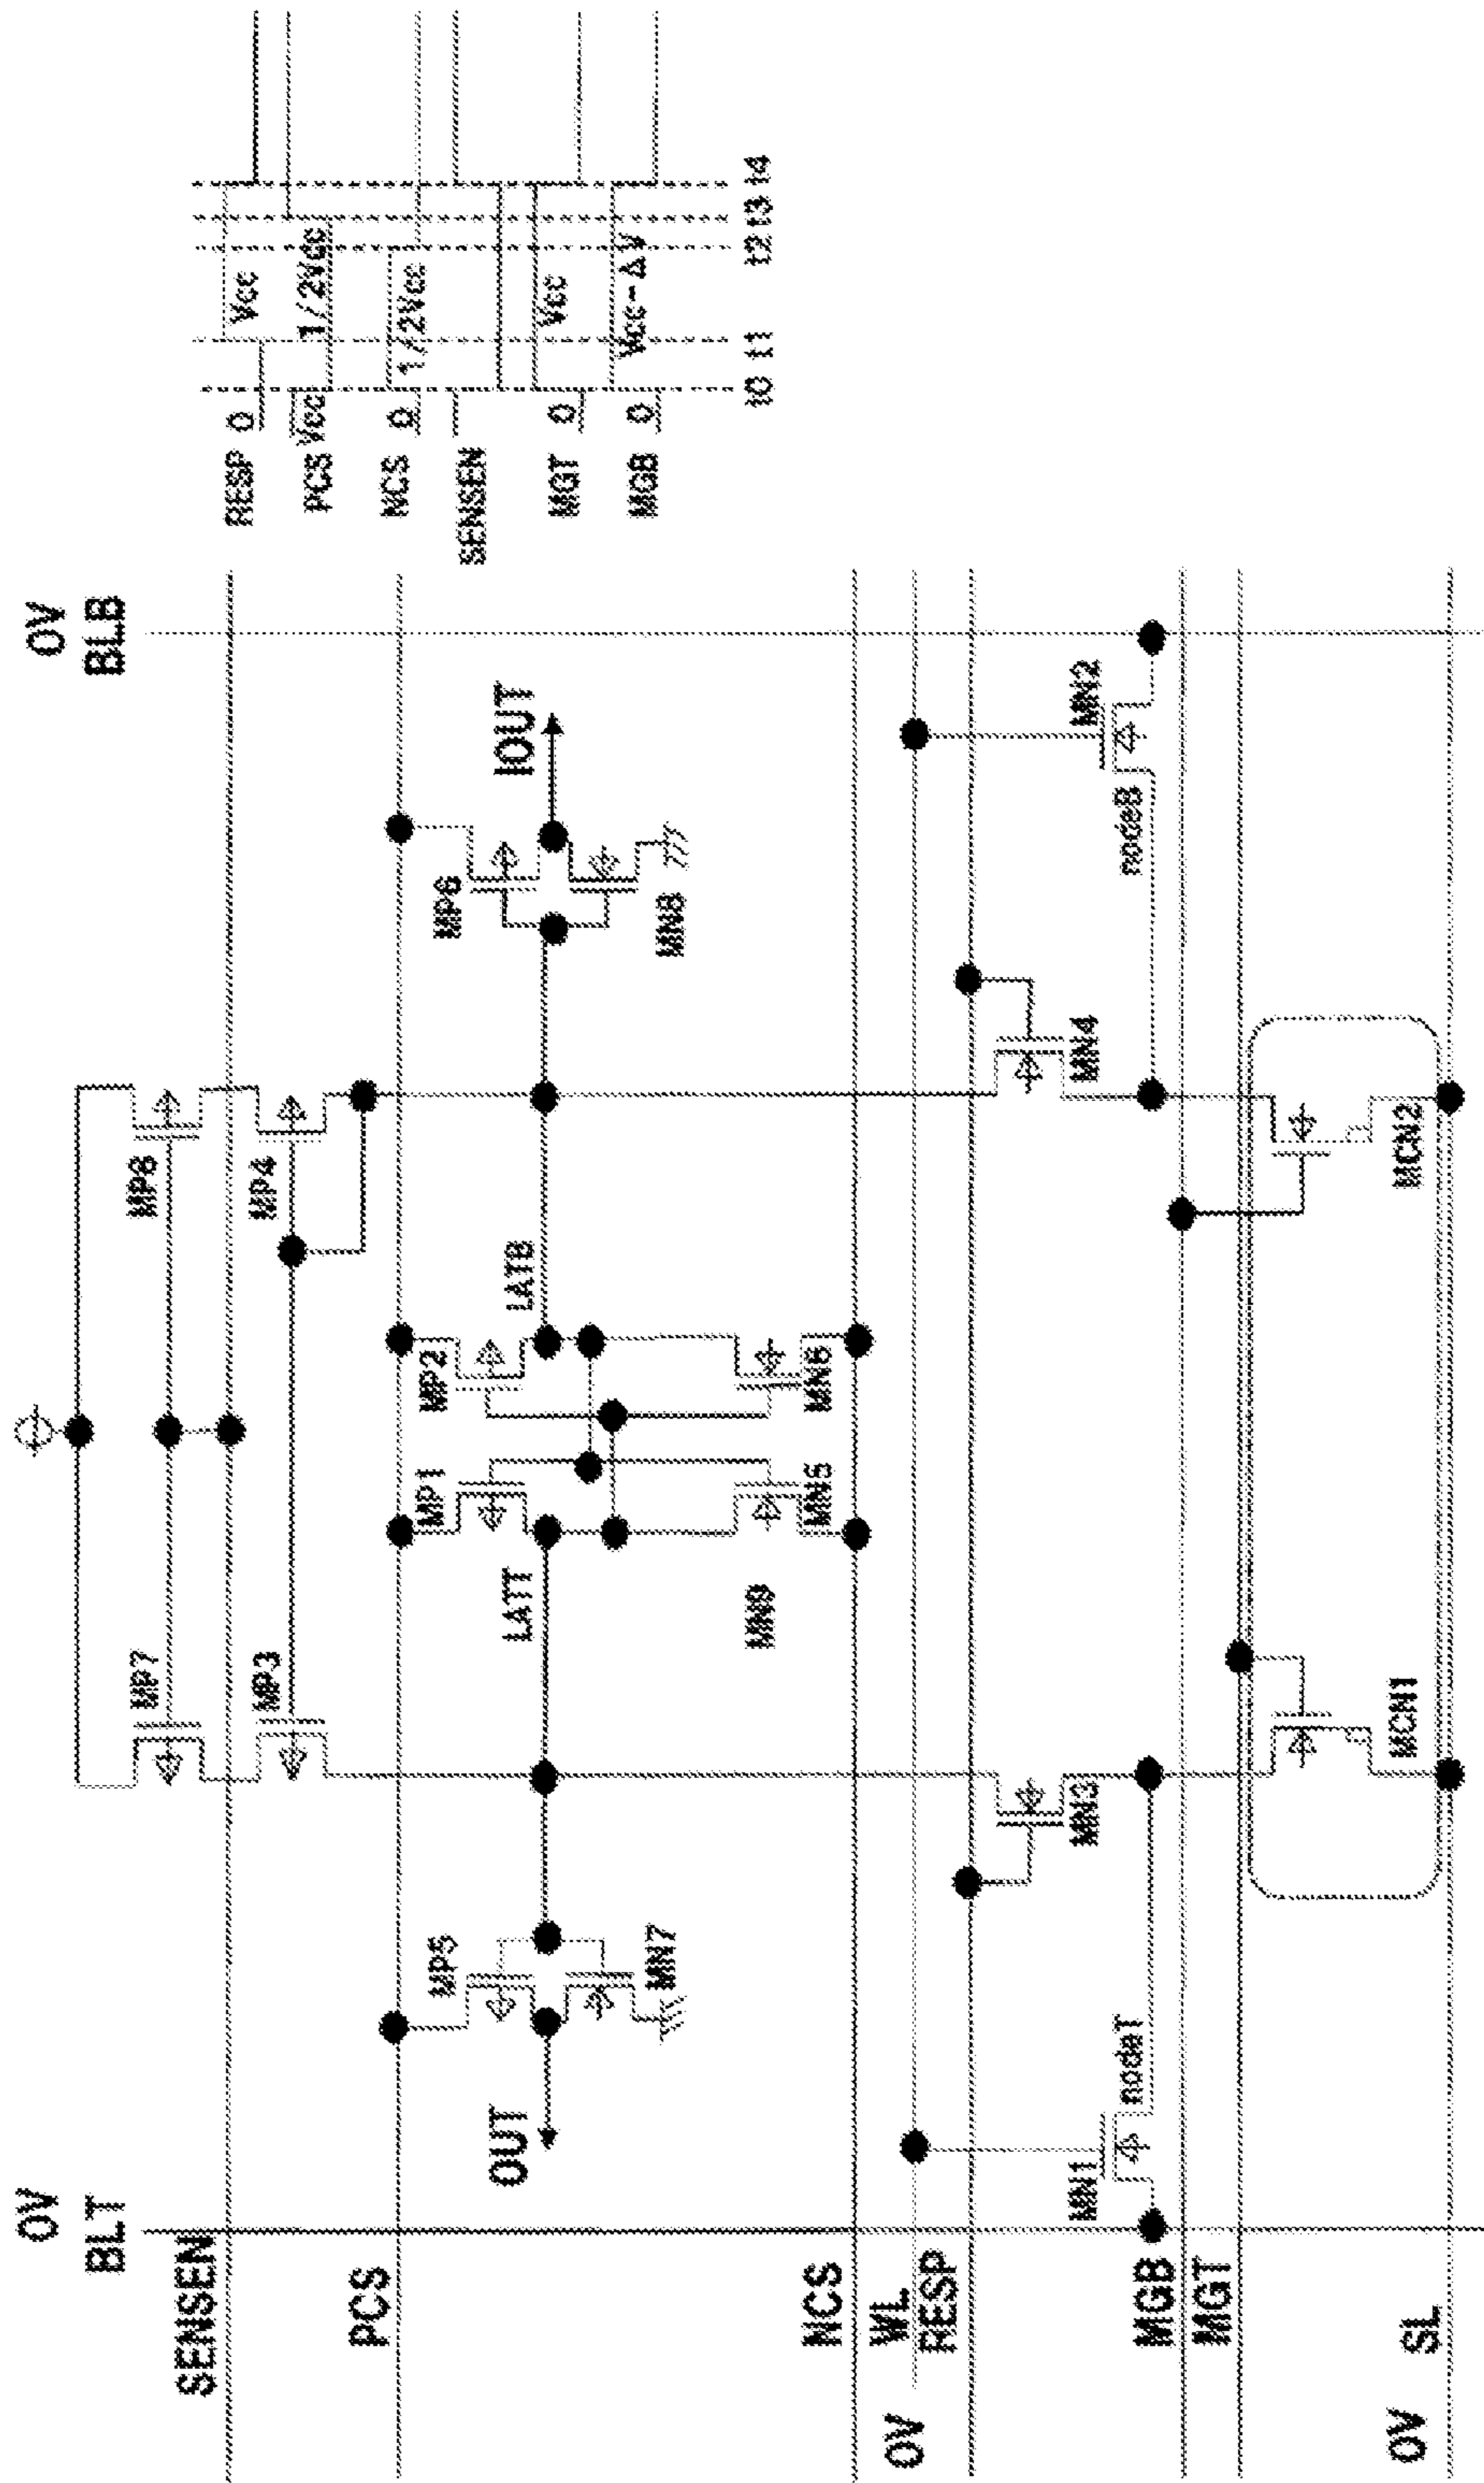 0V
BLT
0V
BLB
SENSEN
MP7
MP8
MP3
MP4
PCS
MP5
MP1
MP2
MP6
OUT
LATT
LATB
IOUT
MN7
MN9
MN5
MN6
MN8
NCS
WL
0V
RESP
MN3
MN4
MN1
nodeT
nodeB
MN2
MGB
MGT
MCN1
MCN2
0V SL
RESP 0 Vcc
PCS Vcc 1/2Vcc
NCS 0 1/2Vcc
SENSEN
MGT 0 Vcc
MGB 0 Vcc-ΔV
t0 t1 t2 t3 t4